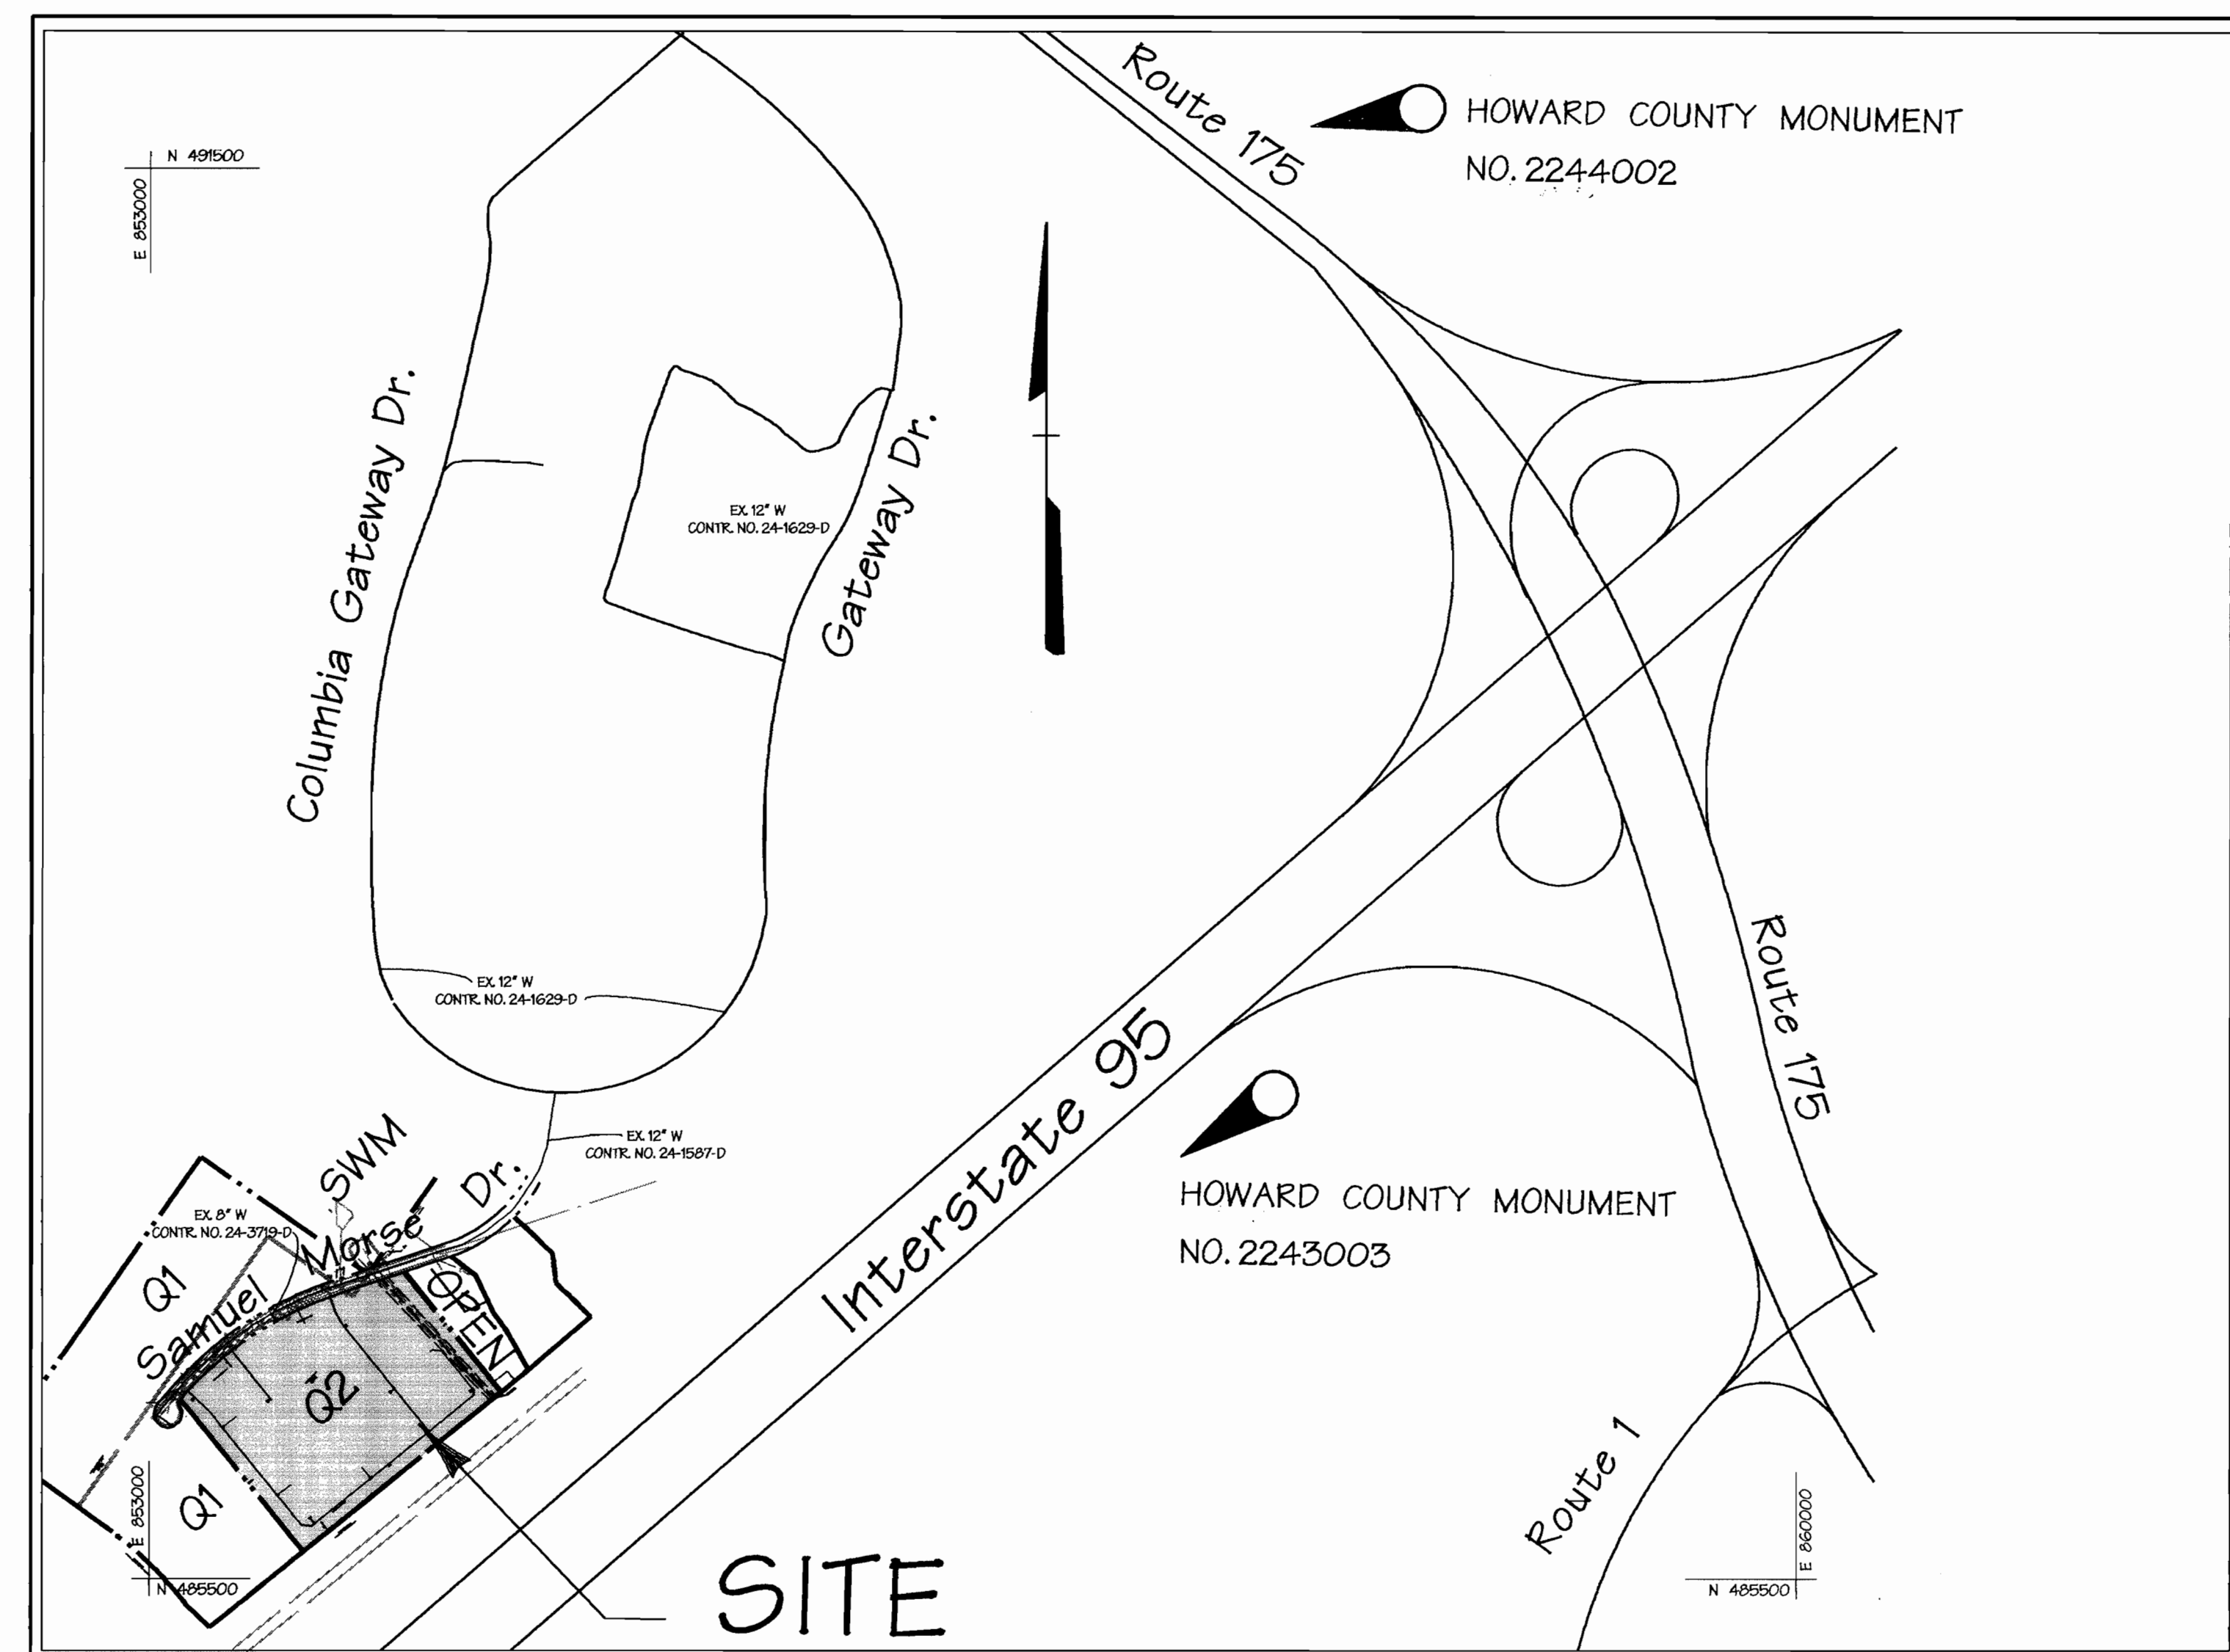 Route 175
HOWARD COUNTY MONUMENT
NO. 2244002
N 491500
E 853000
Columbia Gateway Dr.
Gateway Dr.
EX. 12" W
CONTR. NO. 24-1629-D
Route 175
EX. 12" W
CONTR. NO. 24-1629-D
Interstate 95
EX. 12" W
CONTR. NO. 24-1587-D
SWM
HOWARD COUNTY MONUMENT
NO. 2243003
EX. 8" W
CONTR. NO. 24-3719-D
Samuel Morse Dr.
Q1
OPEN
Q2
Q1
Route 1
E 853000
N 485500
E 860000
N 485500
SITE